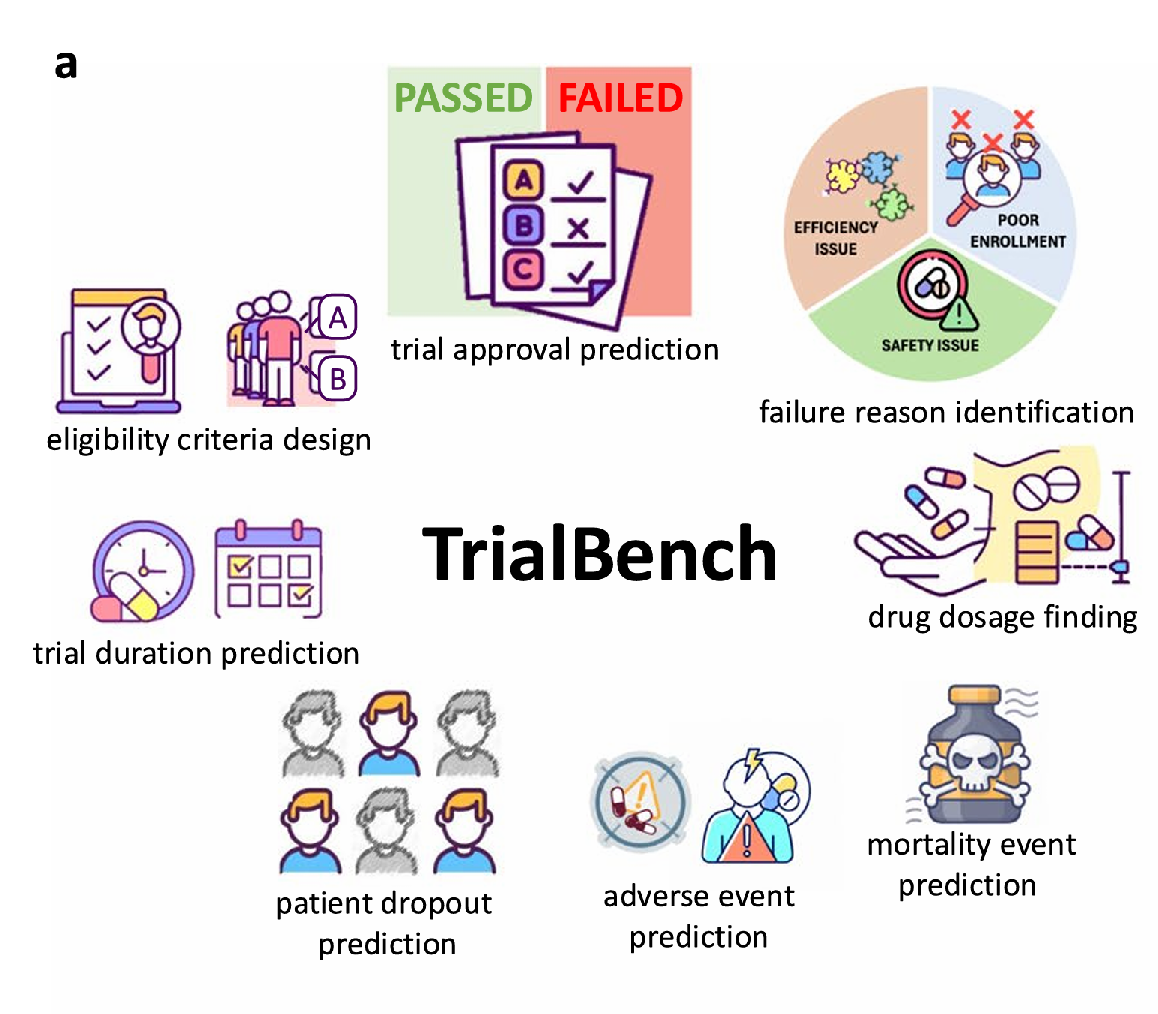 a
PASSED FAILED
A
B
C
trial approval prediction
EFFICIENCY
ISSUE
POOR
ENROLLMENT
SAFETY ISSUE
failure reason identification
A
B
eligibility criteria design
TrialBench
drug dosage finding
trial duration prediction
mortality event
prediction
adverse event
prediction
patient dropout
prediction